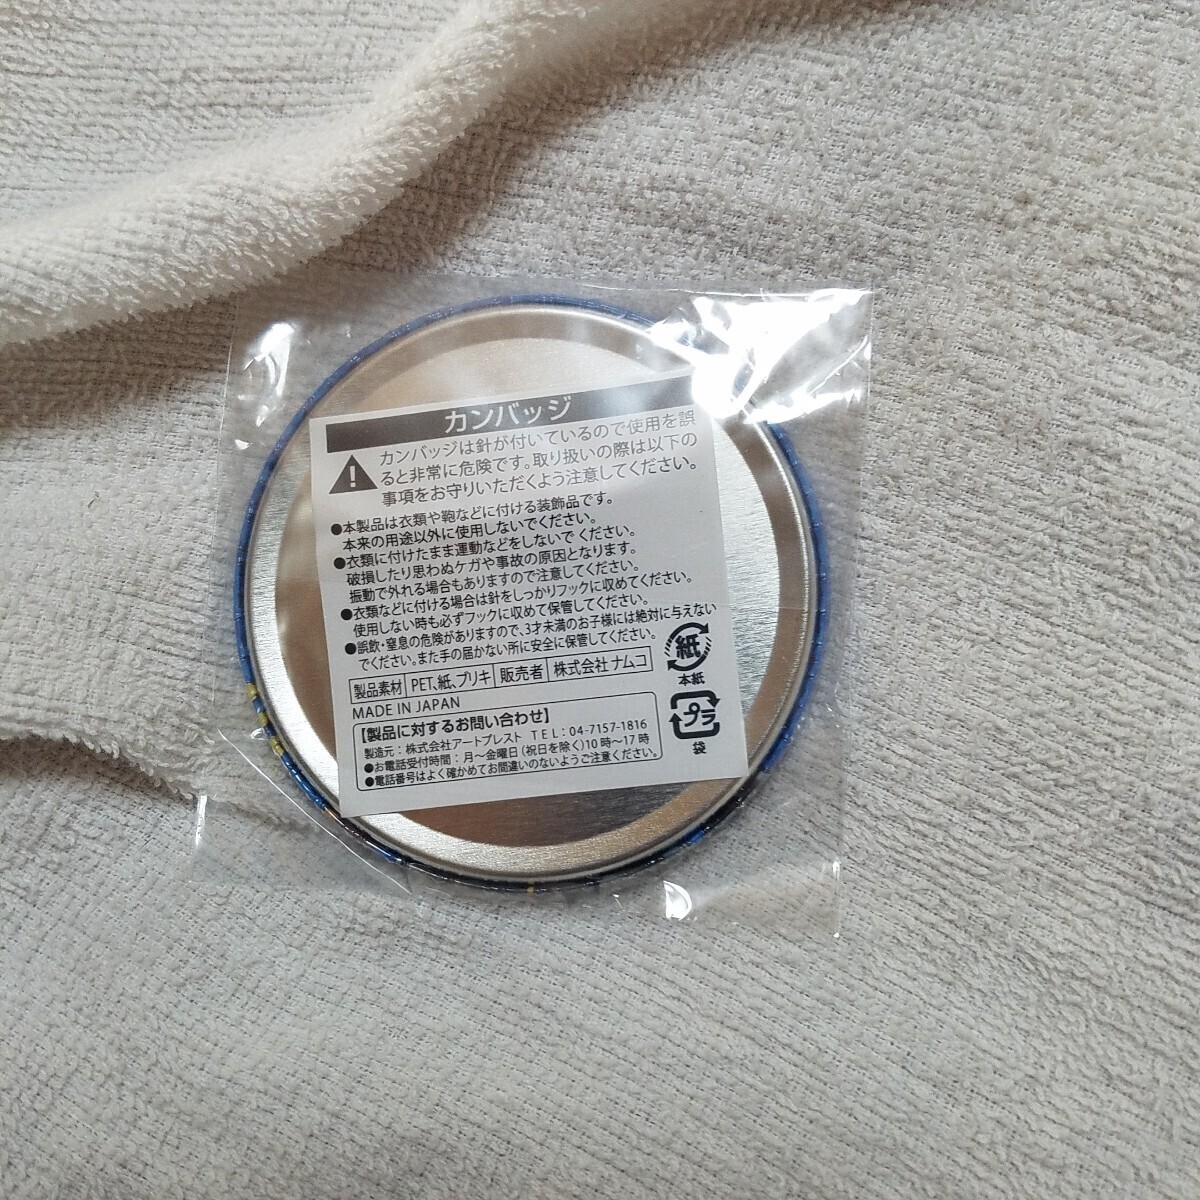 カンバッジ
カンバッジは針が付いているので使用を誤
ると非常に危険です。取り扱いの際は以下の
事項をお守りいただくよう注意してください。
●本製品は衣類や鞄などに付ける装飾品です。
本来の用途以外に使用しないでください。
●衣類に付けたまま運動などをしないでください。
破損したり思わぬケガや事故の原因となります。
振動で外れる場合もありますので注意してください。
●衣類などに付ける場合は針をしっかりフックに収めてください。
使用しない時も必ずフックに収めて保管してください。
●誤飲・窒息の危険がありますので、3才未満のお子様には絶対に与えない
でください。また手の届かない所に安全に保管してください。
製品素材 PET、紙、ブリキ 販売者 株式会社 ナムコ
MADE IN JAPAN
【製品に対するお問い合わせ】
製造元：株式会社アートプレスト TEL：04-7157-1816
●お電話受付時間：月～金曜日（祝日を除く）10時～17時
●電話番号はよく確かめてお間違いのないようご注意ください。
紙
本紙
プラ
袋